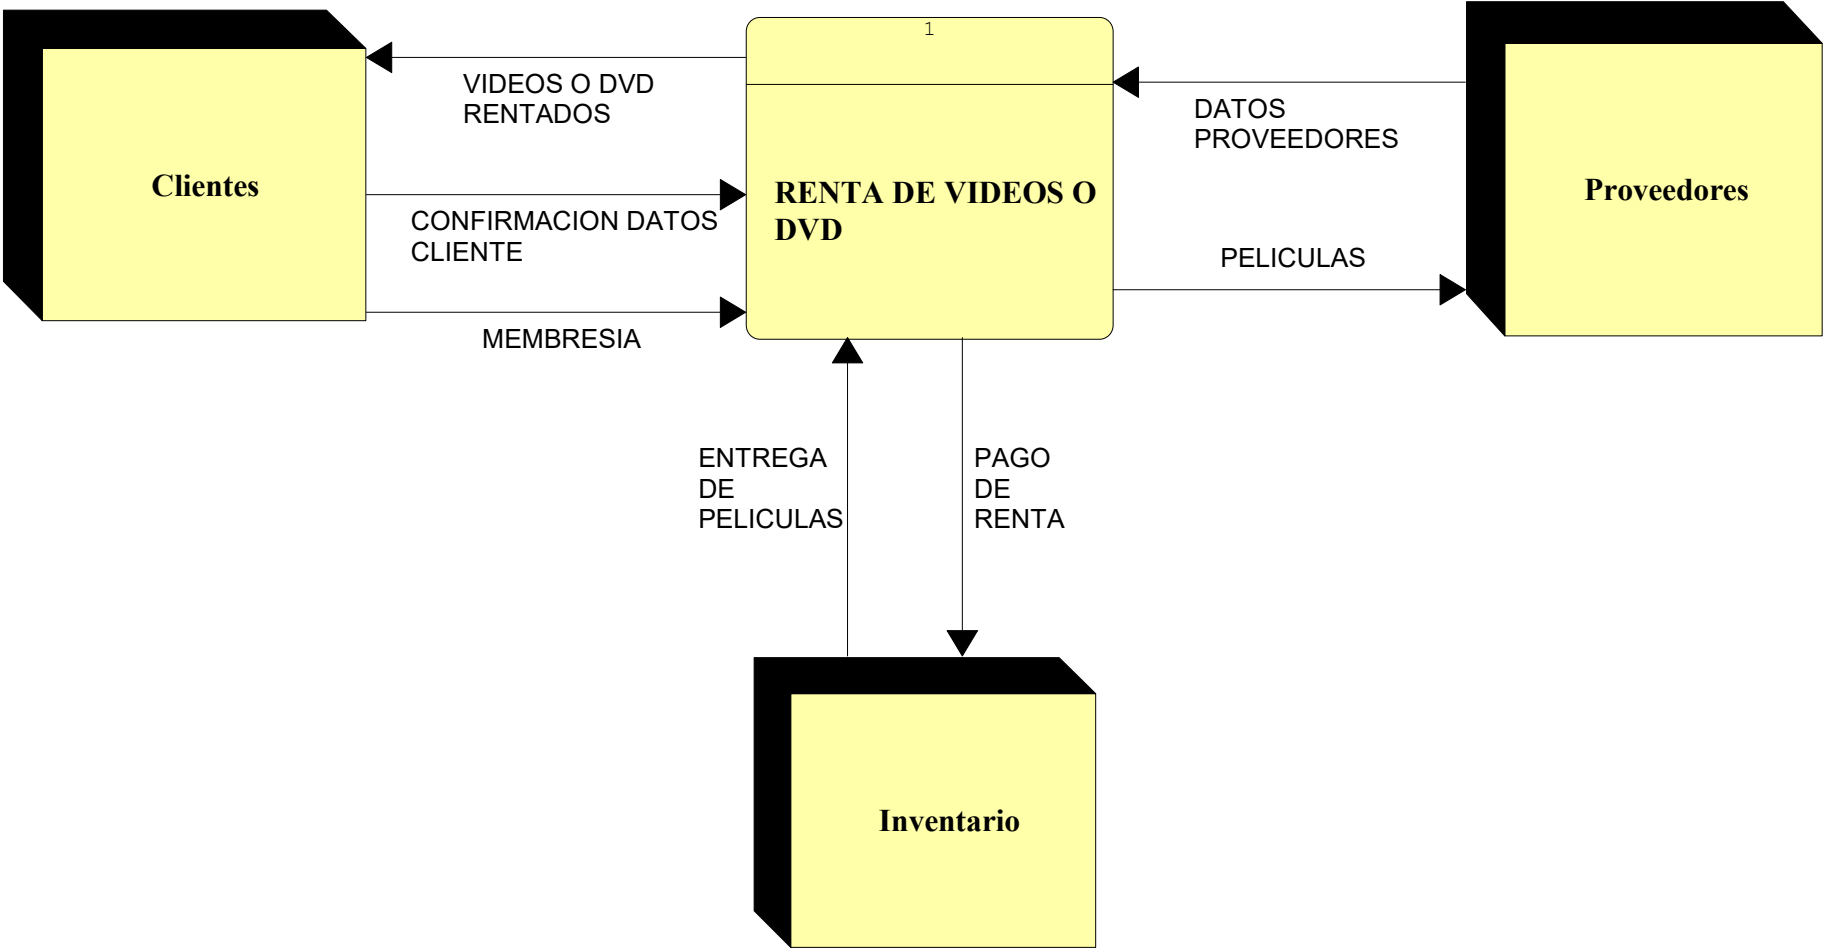 1
VIDEOS O DVD
RENTADOS
DATOS
PROVEEDORES
Clientes
RENTA DE VIDEOS O
DVD
Proveedores
CONFIRMACION DATOS
CLIENTE
PELICULAS
MEMBRESIA
ENTREGA
DE
PELICULAS
PAGO
DE
RENTA
Inventario